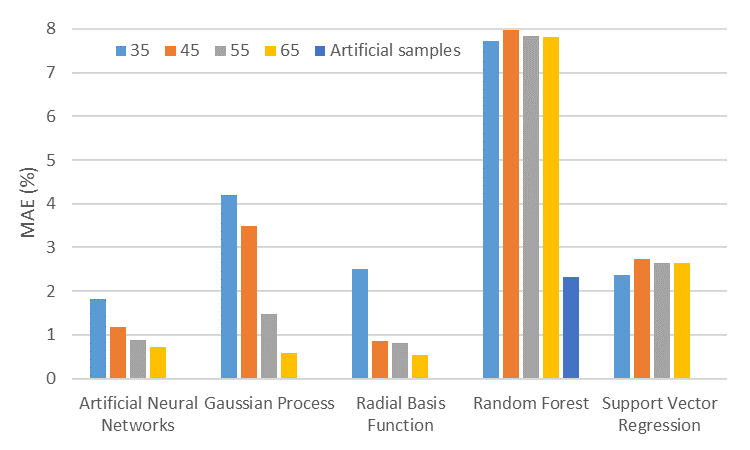 8
7
6
5
4
3
2
1
0
MAE (%)
35 45 55 65 Artificial samples
Artificial Neural Networks
Gaussian Process
Radial Basis Function
Random Forest
Support Vector Regression